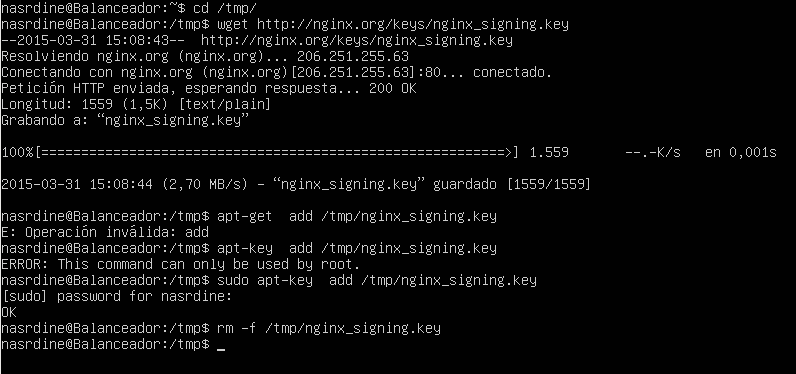 nasrdine@Balanceador:~$ cd /tmp/
nasrdine@Balanceador:/tmp$ wget http://nginx.org/keys/nginx_signing.key
--2015-03-31 15:08:43--  http://nginx.org/keys/nginx_signing.key
Resolviendo nginx.org (nginx.org)... 206.251.255.63
Conectando con nginx.org (nginx.org)[206.251.255.63]:80... conectado.
Petición HTTP enviada, esperando respuesta... 200 OK
Longitud: 1559 (1,5K) [text/plain]
Grabando a: “nginx_signing.key”
100%[==========================================================>] 1.559       --.-K/s   en 0,001s
2015-03-31 15:08:44 (2,70 MB/s) - “nginx_signing.key” guardado [1559/1559]
nasrdine@Balanceador:/tmp$ apt-get  add /tmp/nginx_signing.key
E: Operación inválida: add
nasrdine@Balanceador:/tmp$ apt-key  add /tmp/nginx_signing.key
ERROR: This command can only be used by root.
nasrdine@Balanceador:/tmp$ sudo apt-key  add /tmp/nginx_signing.key
[sudo] password for nasrdine:
OK
nasrdine@Balanceador:/tmp$ rm -f /tmp/nginx_signing.key
nasrdine@Balanceador:/tmp$ _